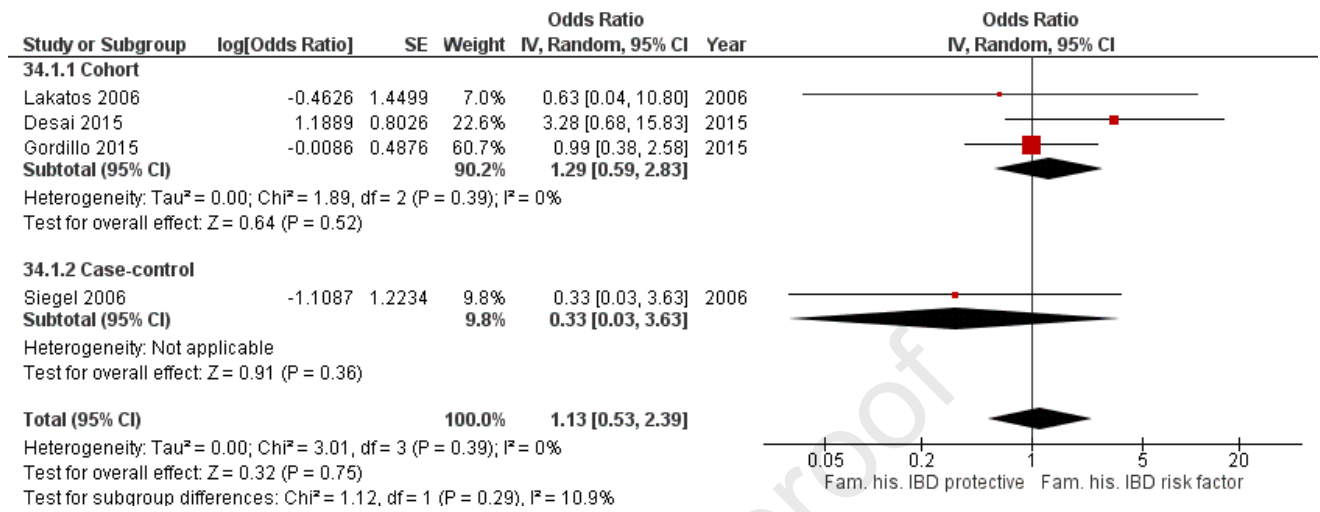 Odds Ratio Odds Ratio
Study or Subgroup log[Odds Ratio] SE Weight IV, Random, 95% CI Year IV, Random, 95% CI
34.1.1 Cohort
Lakatos 2006 -0.4626 1.4499 7.0% 0.63 [0.04, 10.80] 2006
Desai 2015 1.1889 0.8026 22.6% 3.28 [0.68, 15.83] 2015
Gordillo 2015 -0.0086 0.4876 60.7% 0.99 [0.38, 2.58] 2015
Subtotal (95% CI) 90.2% 1.29 [0.59, 2.83]
Heterogeneity: Tau² = 0.00; Chi² = 1.89, df = 2 (P = 0.39); I² = 0%
Test for overall effect: Z = 0.64 (P = 0.52)
34.1.2 Case-control
Siegel 2006 -1.1087 1.2234 9.8% 0.33 [0.03, 3.63] 2006
Subtotal (95% CI) 9.8% 0.33 [0.03, 3.63]
Heterogeneity: Not applicable
Test for overall effect: Z = 0.91 (P = 0.36)
Total (95% CI) 100.0% 1.13 [0.53, 2.39]
Heterogeneity: Tau² = 0.00; Chi² = 3.01, df = 3 (P = 0.39); I² = 0%
Test for overall effect: Z = 0.32 (P = 0.75)
Test for subgroup differences: Chi² = 1.12, df = 1 (P = 0.29), I² = 10.9%
0.05 0.2 1 5 20
Fam. his. IBD protective Fam. his. IBD risk factor
roof